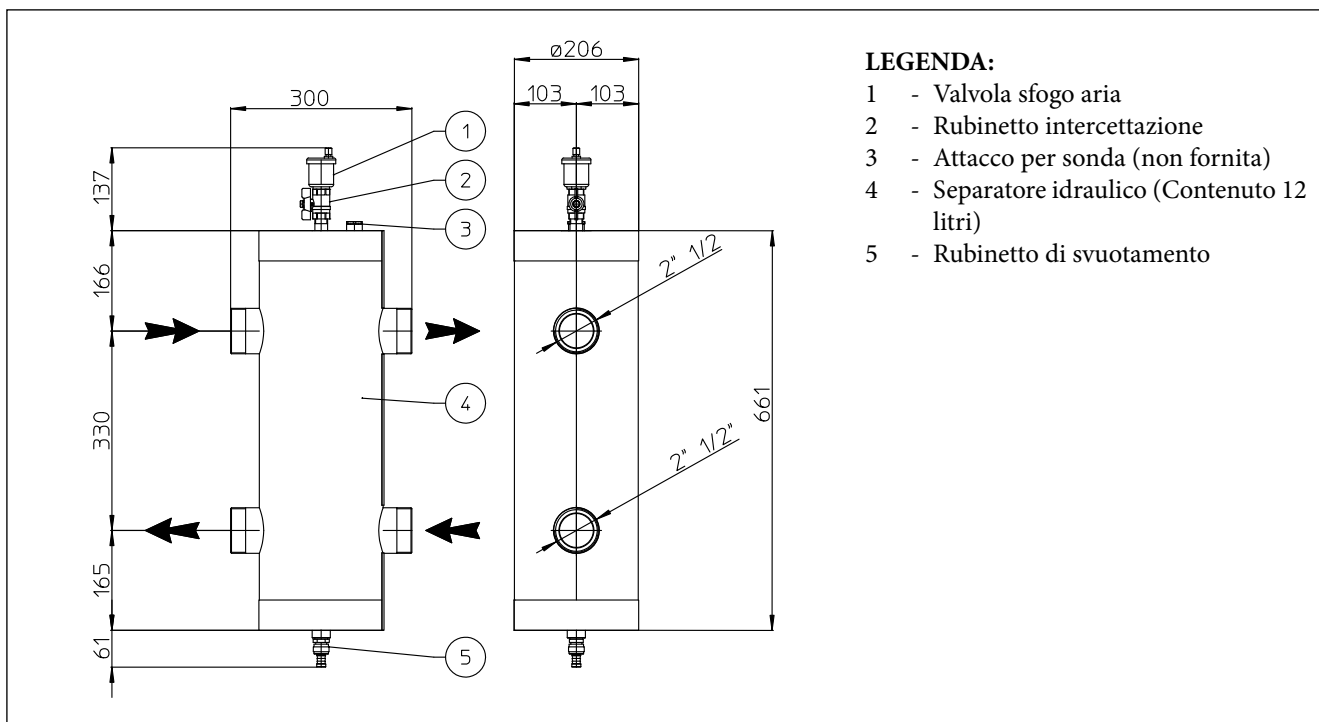 ø206
103 103
300
137
166
330
165
61
661
2" 1/2
2" 1/2"
1
2
3
4
5
LEGENDA:
1 - Valvola sfogo aria
2 - Rubinetto intercettazione
3 - Attacco per sonda (non fornita)
4 - Separatore idraulico (Contenuto 12
litri)
5 - Rubinetto di svuotamento